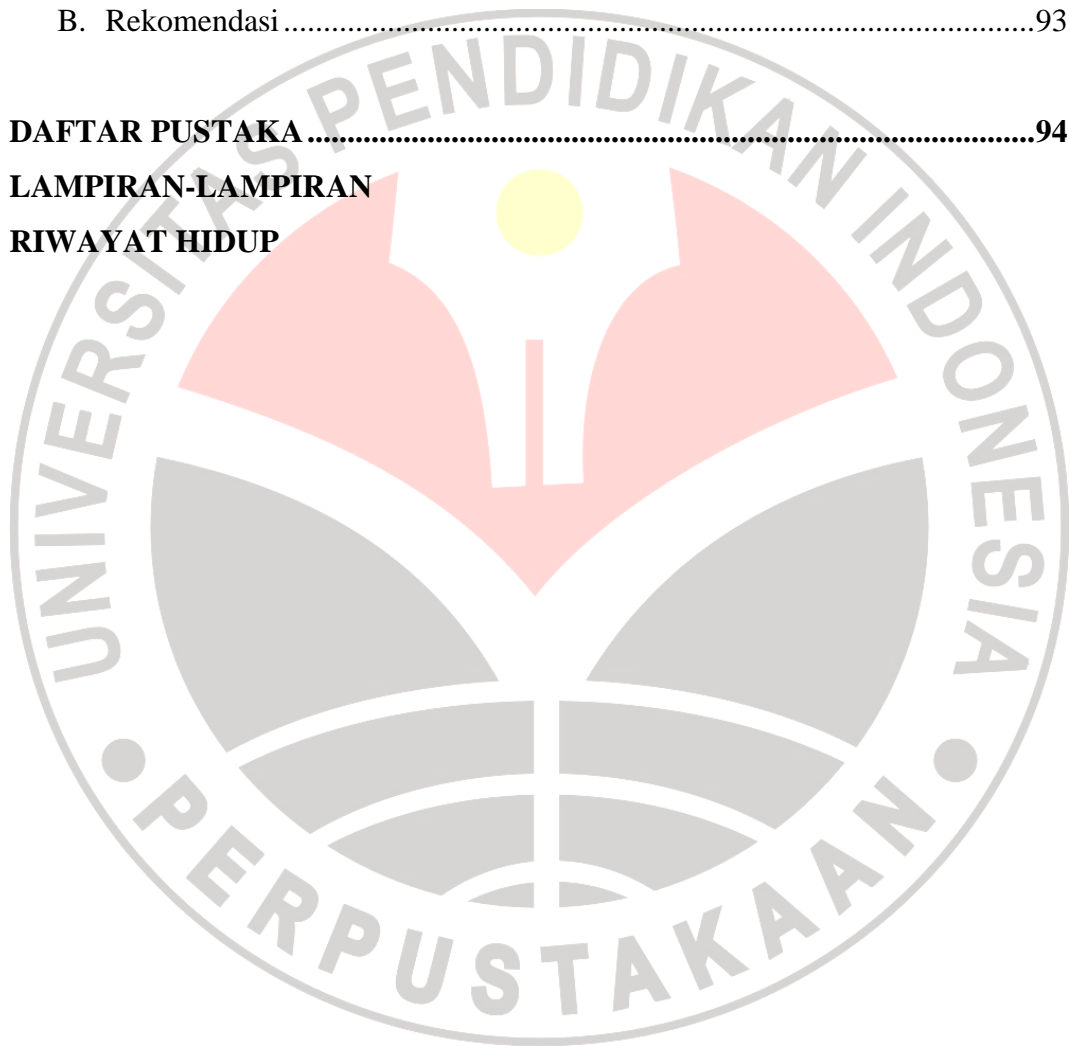 B. Rekomendasi ............................................................................................93
DAFTAR PUSTAKA ..........................................................................................94
LAMPIRAN-LAMPIRAN
RIWAYAT HIDUP
UNIVERSITAS PENDIDIKAN INDONESIA
PERPUSTAKAAN